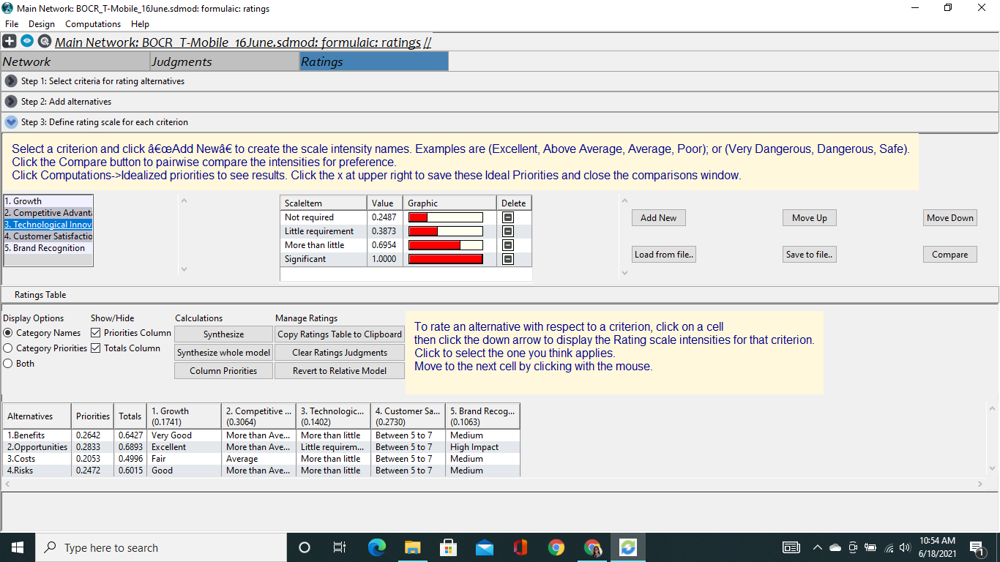 Main Network: BOCR_T-Mobile_16June.sdmod: formulaic: ratings
File Design Computations Help
Main Network: BOCR_T-Mobile_16June.sdmod: formulaic: ratings //
Network Judgments Ratings
Step 1: Select criteria for rating alternatives
Step 2: Add alternatives
Step 3: Define rating scale for each criterion
Select a criterion and click â€œAdd Newâ€ to create the scale intensity names. Examples are (Excellent, Above Average, Average, Poor); or (Very Dangerous, Dangerous, Safe).
Click the Compare button to pairwise compare the intensities for preference.
Click Computations->Idealized priorities to see results. Click the x at upper right to save these Ideal Priorities and close the comparisons window.
1. Growth
2. Competitive Advanta
3. Technological Innov
4. Customer Satisfactio
5. Brand Recognition
ScaleItem Value Graphic Delete
Not required 0.2487
Little requirement 0.3873
More than little 0.6954
Significant 1.0000
Add New Move Up Move Down
Load from file.. Save to file.. Compare
Ratings Table
Display Options Show/Hide Calculations Manage Ratings
Category Names Priorities Column Synthesize Copy Ratings Table to Clipboard
Category Priorities Totals Column Synthesize whole model Clear Ratings Judgments
Both Column Priorities Revert to Relative Model
To rate an alternative with respect to a criterion, click on a cell
then click the down arrow to display the Rating scale intensities for that criterion.
Click to select the one you think applies.
Move to the next cell by clicking with the mouse.
Alternatives Priorities Totals 1. Growth 2. Competitive ... 3. Technologic... 4. Customer Sa... 5. Brand Recog...
(0.1741) (0.3064) (0.1402) (0.2730) (0.1063)
1.Benefits 0.2642 0.6427 Very Good More than Ave... More than little Between 5 to 7 Medium
2.Opportunities 0.2833 0.6893 Excellent More than Ave... Little requirem... Between 5 to 7 High Impact
3.Costs 0.2053 0.4996 Fair Average More than little Between 5 to 7 Medium
4.Risks 0.2472 0.6015 Good More than Ave... More than little Between 5 to 7 Medium
Type here to search
10:54 AM
6/18/2021
1